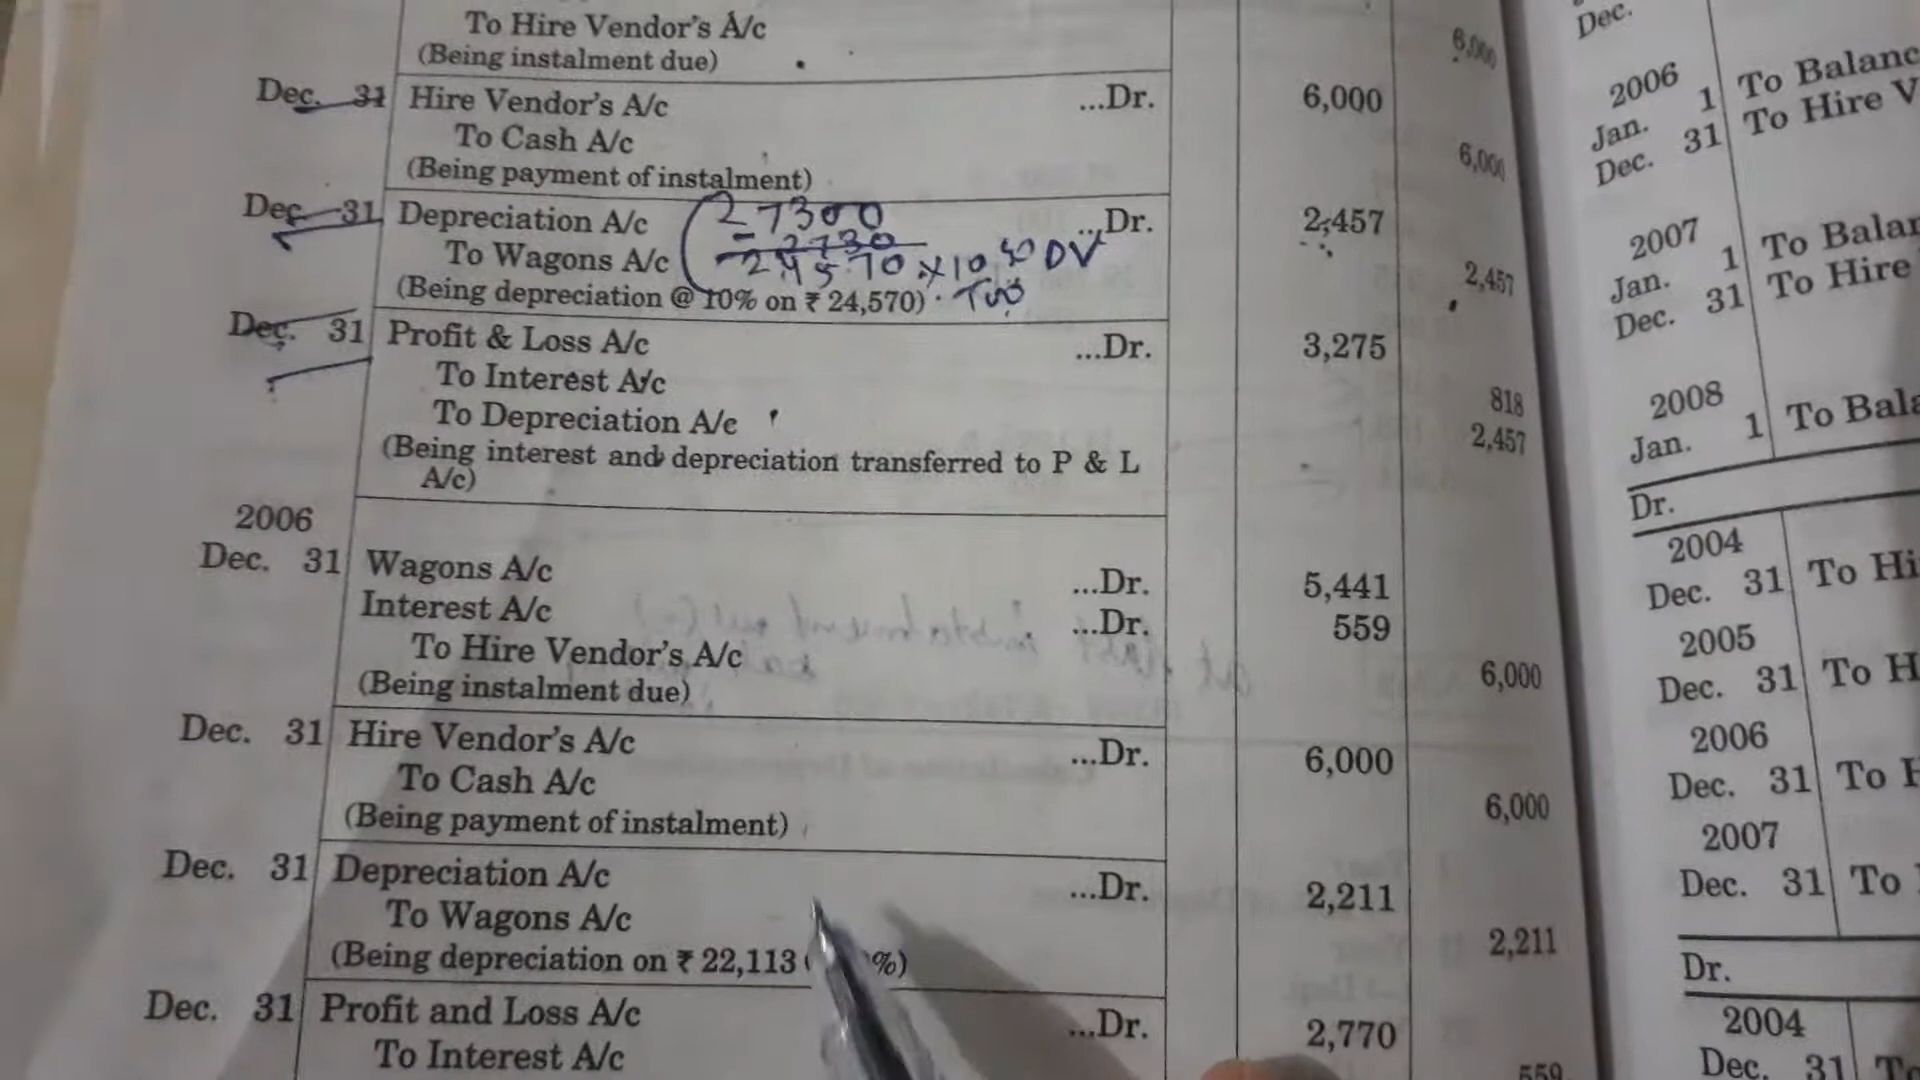 To Hire Vendor's A/c 6,000
(Being instalment due)
Dec. 31 Hire Vendor's A/c ...Dr. 6,000
To Cash A/c 6,000
(Being payment of instalment)
Dec 31 Depreciation A/c ...Dr. 2,457
To Wagons A/c 2,457
(Being depreciation @ 10% on ₹ 24,570)
27300
- 2730
24570 × 10
Dec. 31 Profit & Loss A/c ...Dr. 3,275
To Interest A/c 818
To Depreciation A/c 2,457
(Being interest and depreciation transferred to P & L
A/c)
2006
Dec. 31 Wagons A/c ...Dr. 5,441
Interest A/c ...Dr. 559
To Hire Vendor's A/c 6,000
(Being instalment due)
Dec. 31 Hire Vendor's A/c ...Dr. 6,000
To Cash A/c 6,000
(Being payment of instalment)
Dec. 31 Depreciation A/c ...Dr. 2,211
To Wagons A/c 2,211
(Being depreciation on ₹ 22,113 %)
Dec. 31 Profit and Loss A/c ...Dr. 2,770
To Interest A/c 559
Dec.
2006
Jan. 1 To Balanc
Dec. 31 To Hire V
2007
Jan. 1 To Balar
Dec. 31 To Hire
2008
Jan. 1 To Bala
Dr.
2004
Dec. 31 To Hi
2005
Dec. 31 To H
2006
Dec. 31 To H
2007
Dec. 31 To
Dr.
2004
Dec. 31 To